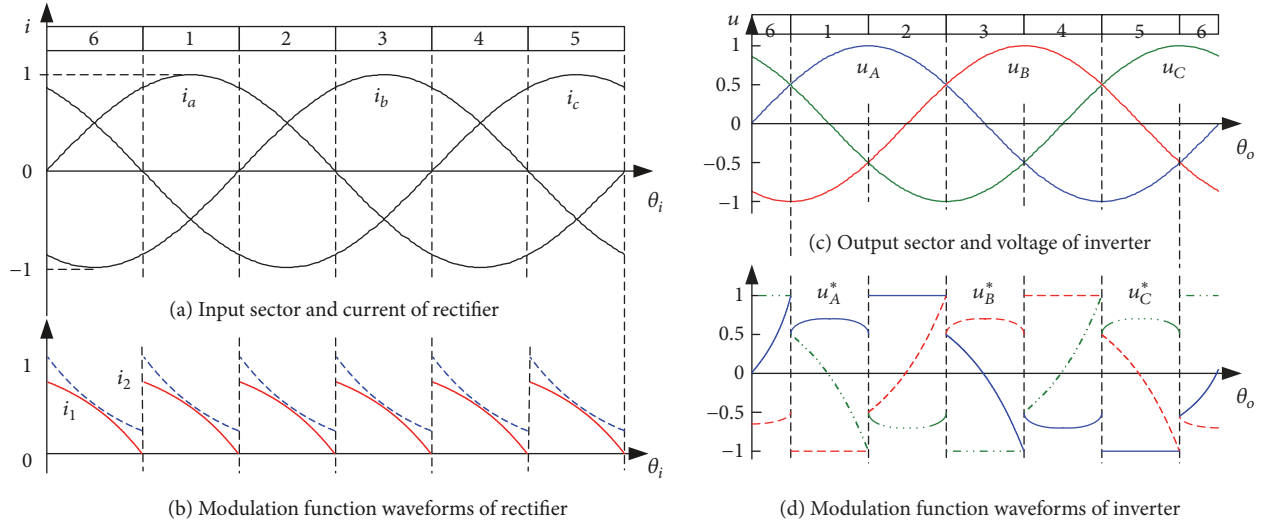 i
6 1 2 3 4 5
1
i_a i_b i_c
0
θ_i
−1
(a) Input sector and current of rectifier
1
i_2
i_1
0
θ_i
(b) Modulation function waveforms of rectifier
u
6 1 2 3 4 5 6
1
u_A u_B u_C
0.5
0
θ_o
−0.5
−1
(c) Output sector and voltage of inverter
1
u_A^* u_B^* u_C^*
0.5
0
θ_o
−0.5
−1
(d) Modulation function waveforms of inverter